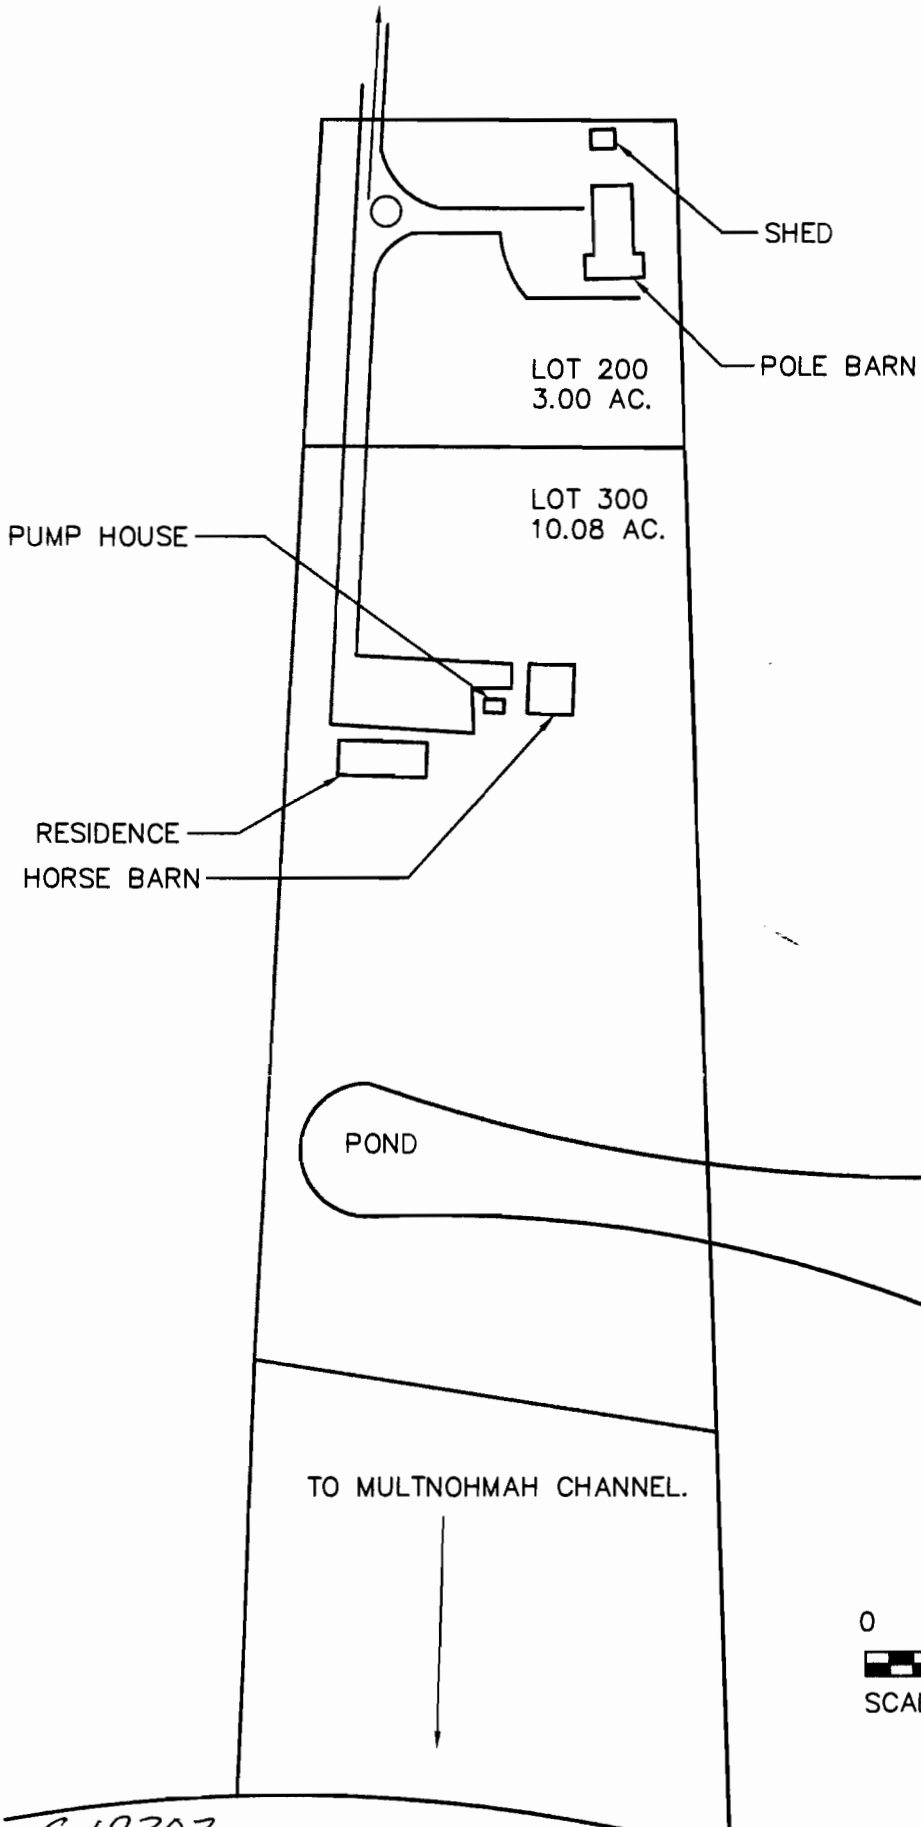 SHED
POLE BARN
LOT 200
3.00 AC.
LOT 300
10.08 AC.
PUMP HOUSE
RESIDENCE
HORSE BARN
POND
TO MULTNOHMAH CHANNEL.
0